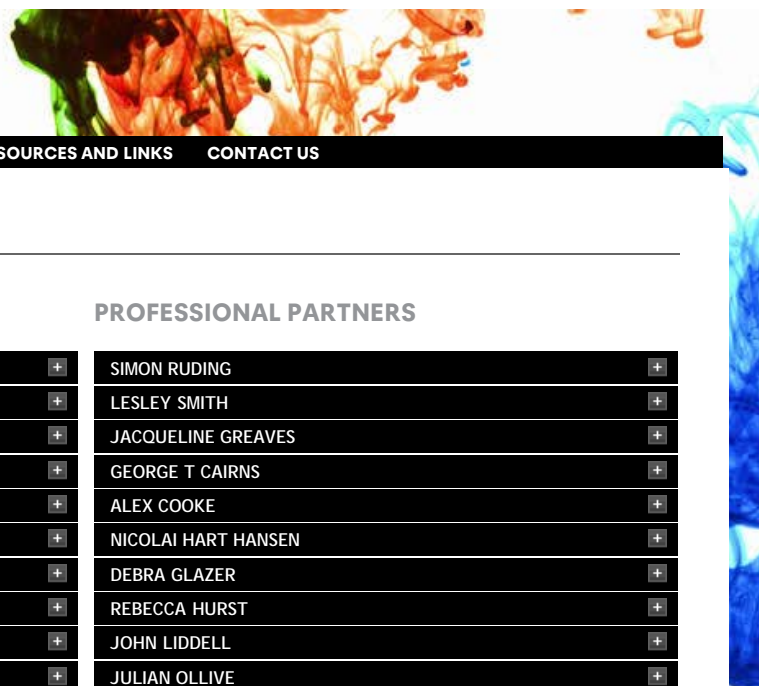 SOURCES AND LINKS CONTACT US
PROFESSIONAL PARTNERS
SIMON RUDING
LESLEY SMITH
JACQUELINE GREAVES
GEORGE T CAIRNS
ALEX COOKE
NICOLAI HART HANSEN
DEBRA GLAZER
REBECCA HURST
JOHN LIDDELL
JULIAN OLLIVE